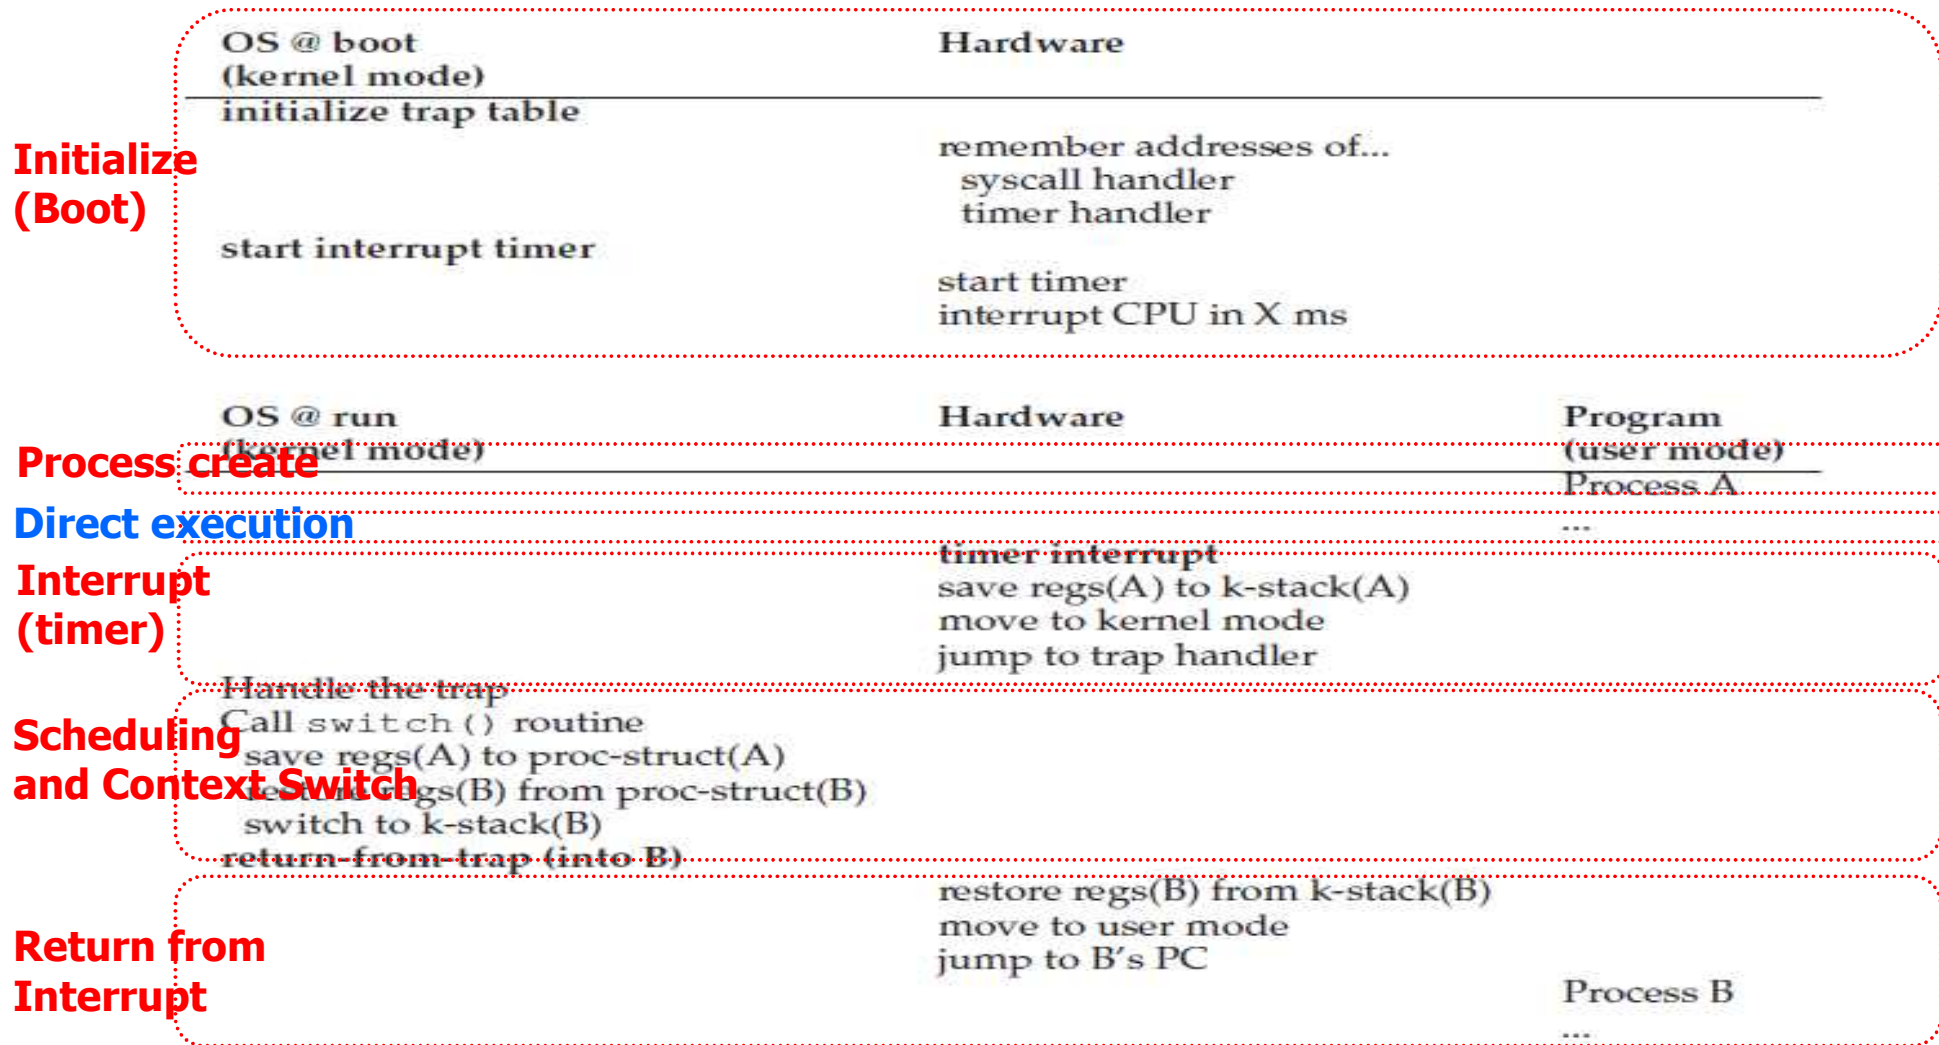 OS @ boot
(kernel mode)
Hardware
initialize trap table
Initialize
(Boot)
remember addresses of...
syscall handler
timer handler
start interrupt timer
start timer
interrupt CPU in X ms
OS @ run
(kernel mode)
Hardware
Program
(user mode)
Process create
Process A
Direct execution
...
Interrupt
(timer)
timer interrupt
save regs(A) to k-stack(A)
move to kernel mode
jump to trap handler
Handle the trap
Scheduling
and Context Switch
Call switch() routine
save regs(A) to proc-struct(A)
restore regs(B) from proc-struct(B)
switch to k-stack(B)
return-from-trap (into B)
Return from
Interrupt
restore regs(B) from k-stack(B)
move to user mode
jump to B's PC
Process B
...